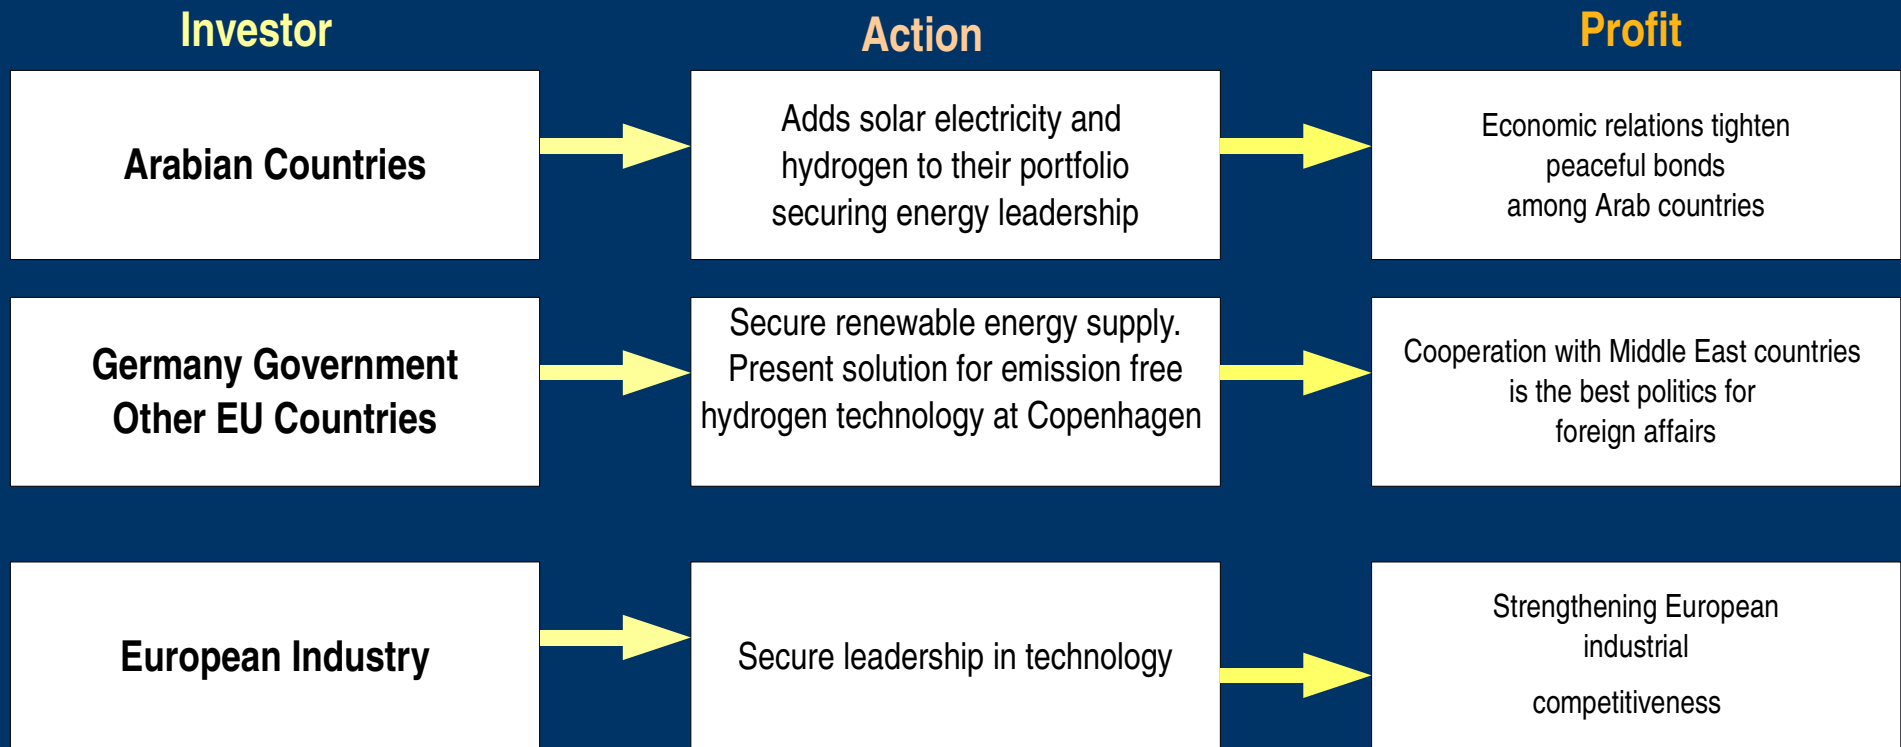 Investor
Action
Profit
Arabian Countries
Adds solar electricity and
hydrogen to their portfolio
securing energy leadership
Economic relations tighten
peaceful bonds
among Arab countries
Germany Government
Other EU Countries
Secure renewable energy supply.
Present solution for emission free
hydrogen technology at Copenhagen
Cooperation with Middle East countries
is the best politics for
foreign affairs
European Industry
Secure leadership in technology
Strengthening European
industrial
competitiveness